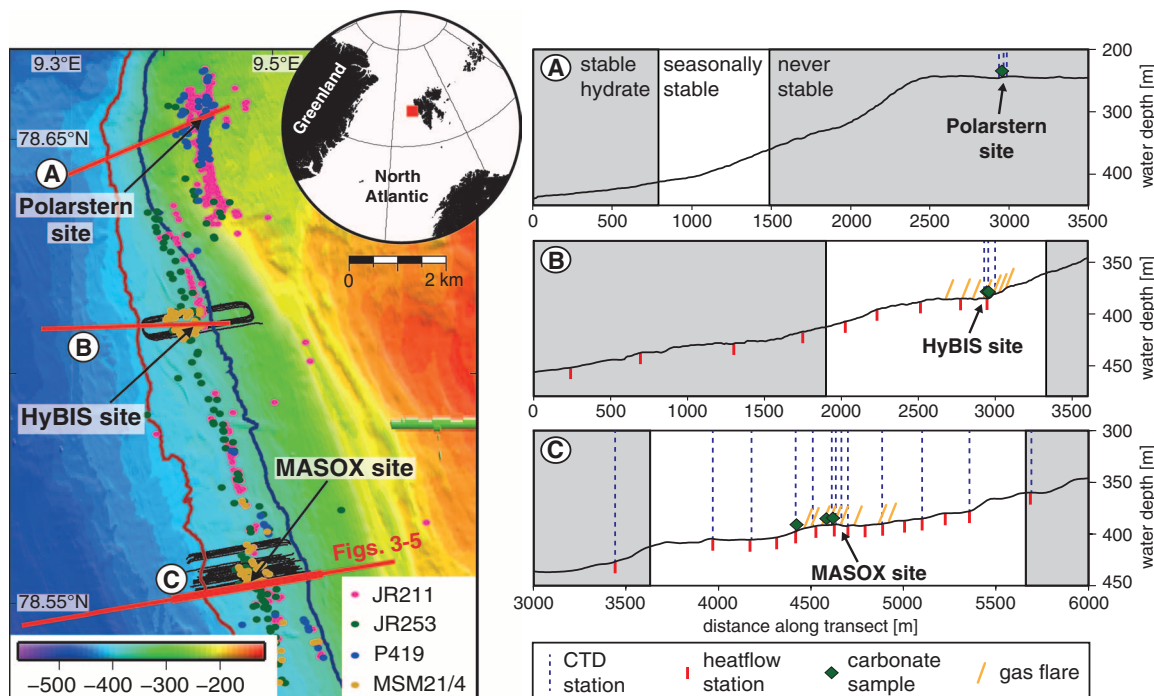 9.3°E
9.5°
78.65°N
A
Polarstern
site
B
HyBIS site
MASOX site
C
Figs. 3-5
78.55°N
Greenland
North
Atlantic
0
2 km
JR211
JR253
P419
MSM21/4
−500
−400
−300
−200
A
stable
hydrate
seasonally
stable
never
stable
Polarstern
site
200
300
400
water depth [m]
0
500
1000
1500
2000
2500
3000
3500
B
HyBIS site
350
400
450
500
water depth [m]
0
500
1000
1500
2000
2500
3000
3500
C
MASOX site
300
350
400
450
water depth [m]
3000
3500
4000
4500
5000
5500
6000
distance along transect [m]
CTD
station
heatflow
station
carbonate
sample
gas flare